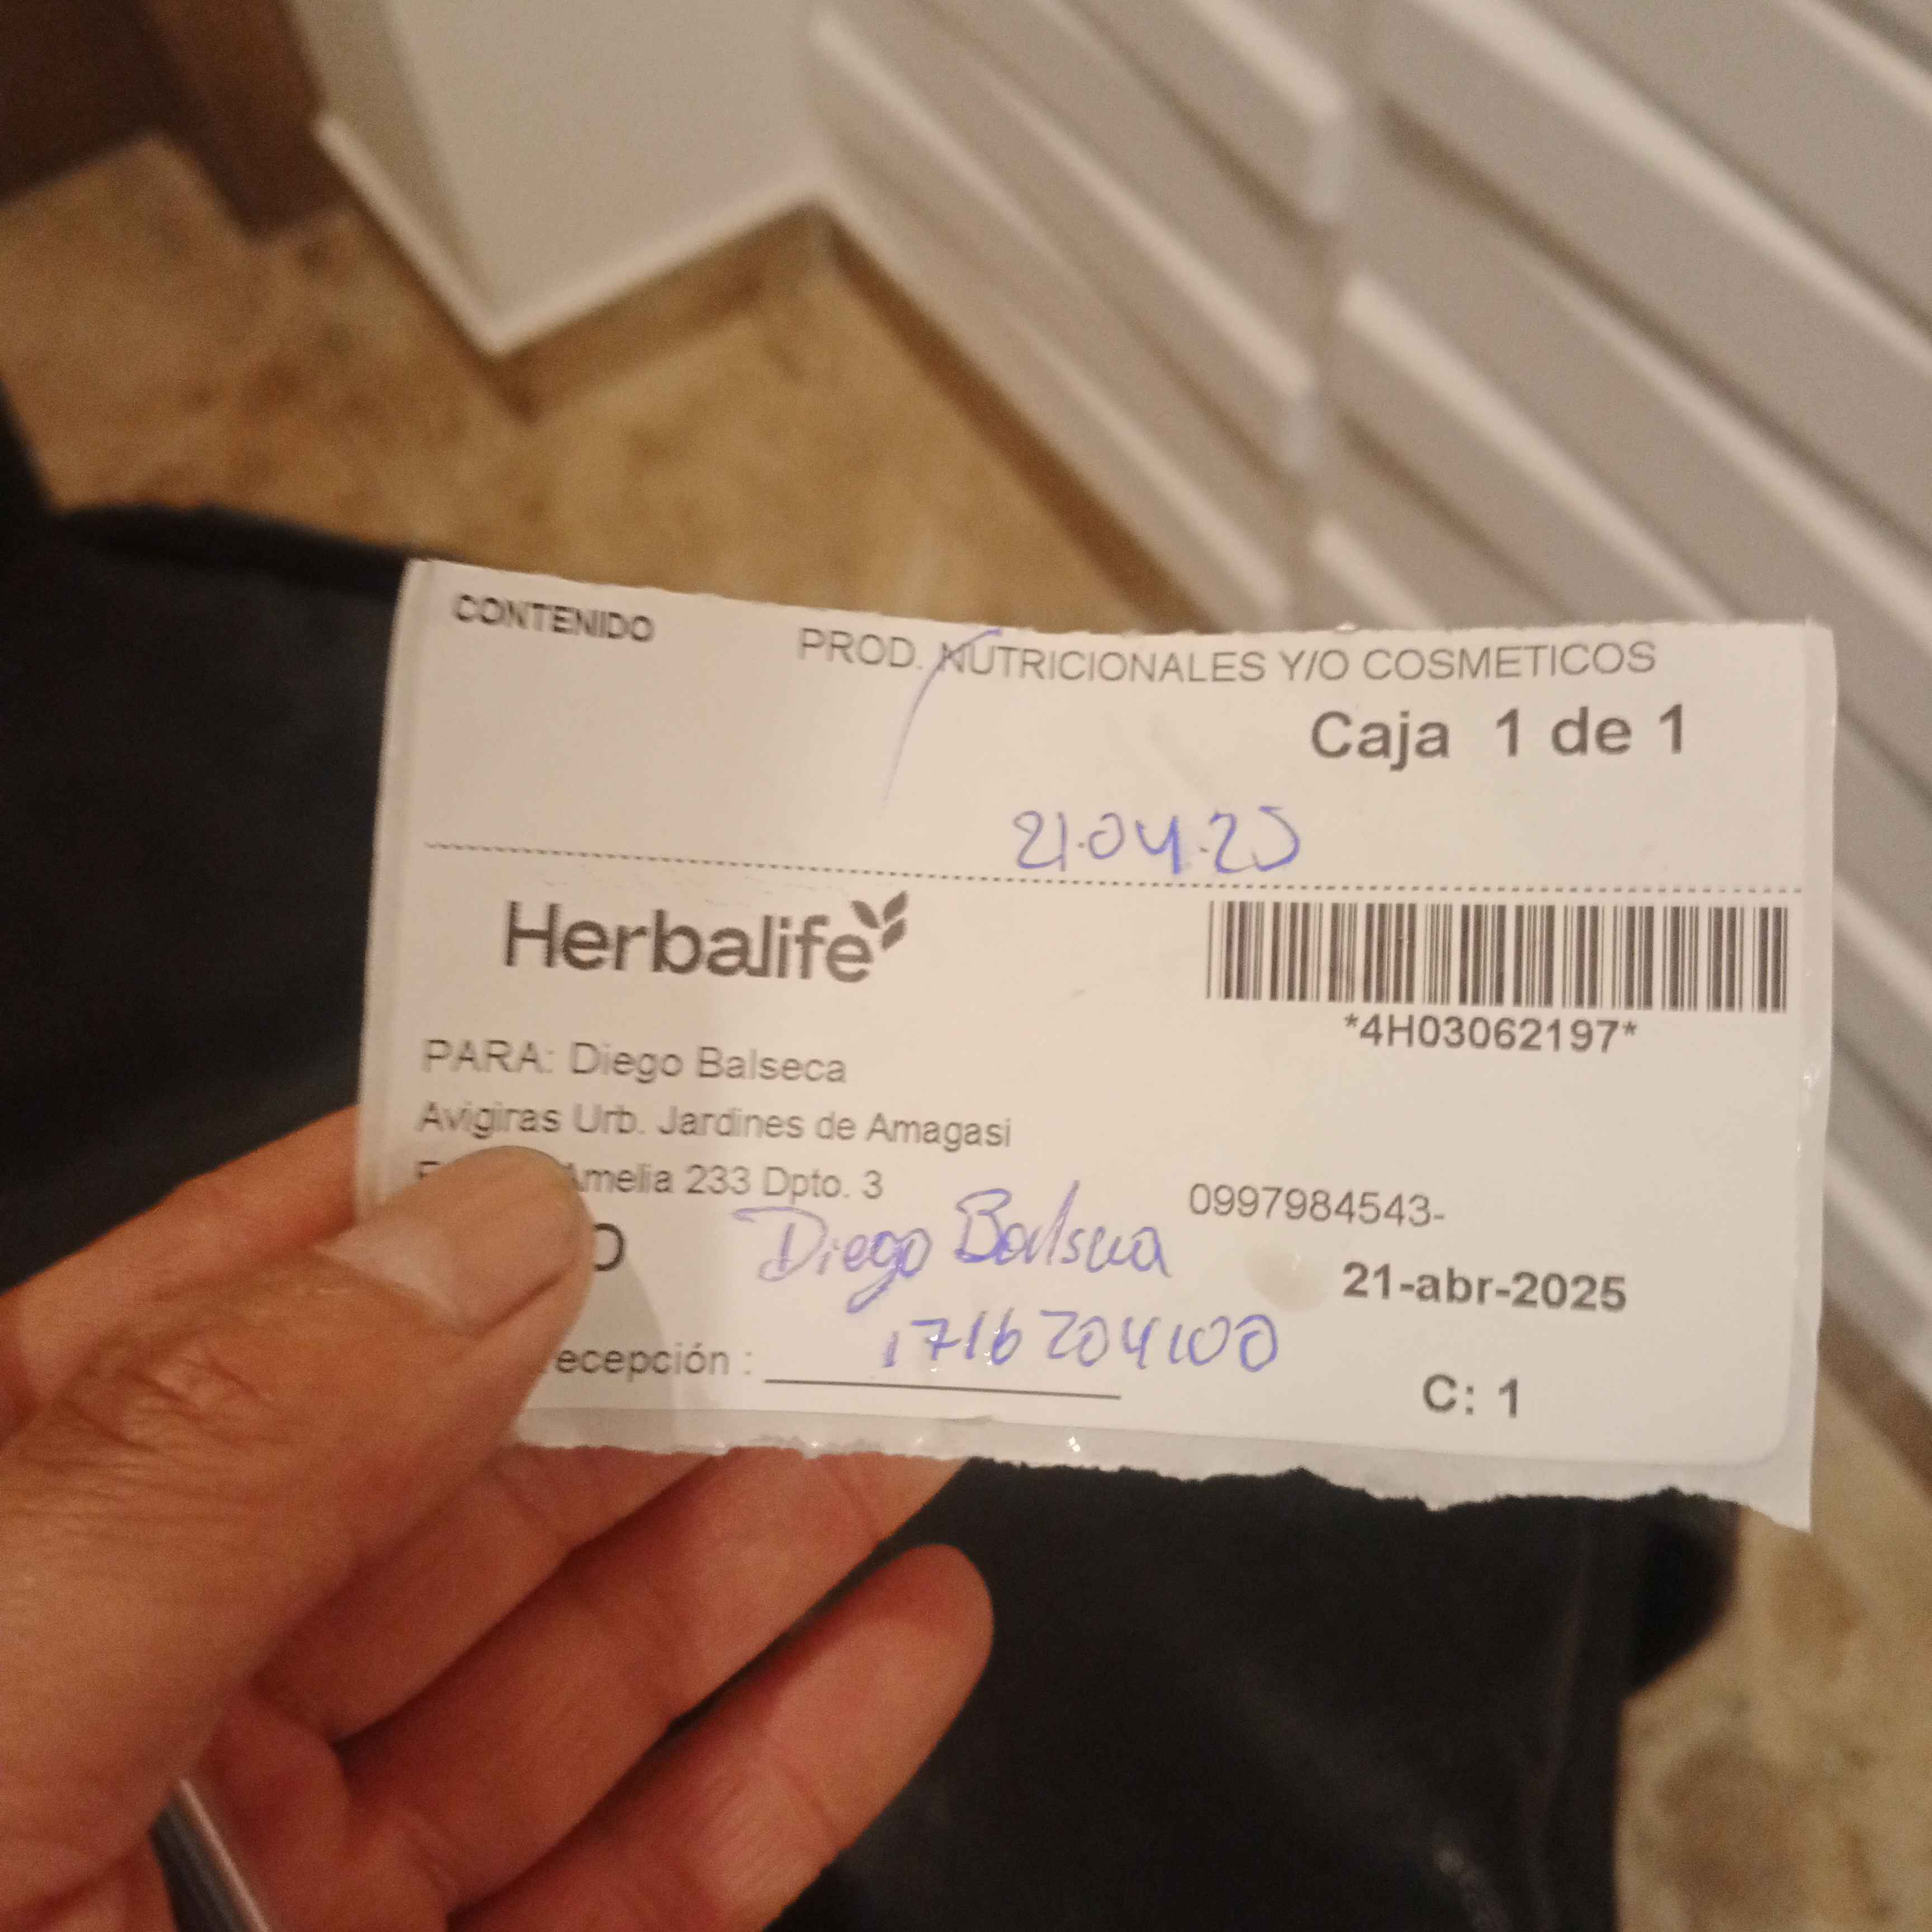 CONTENIDO PROD. NUTRICIONALES Y/O COSMETICOS
Caja 1 de 1
21.04.25
Herbalife
*4H03062197*
PARA: Diego Balseca
Avigiras Urb. Jardines de Amagasi
Amelia 233 Dpto. 3
0997984543-
Diego Balseca
21-abr-2025
1716204100
ecepción :
C: 1